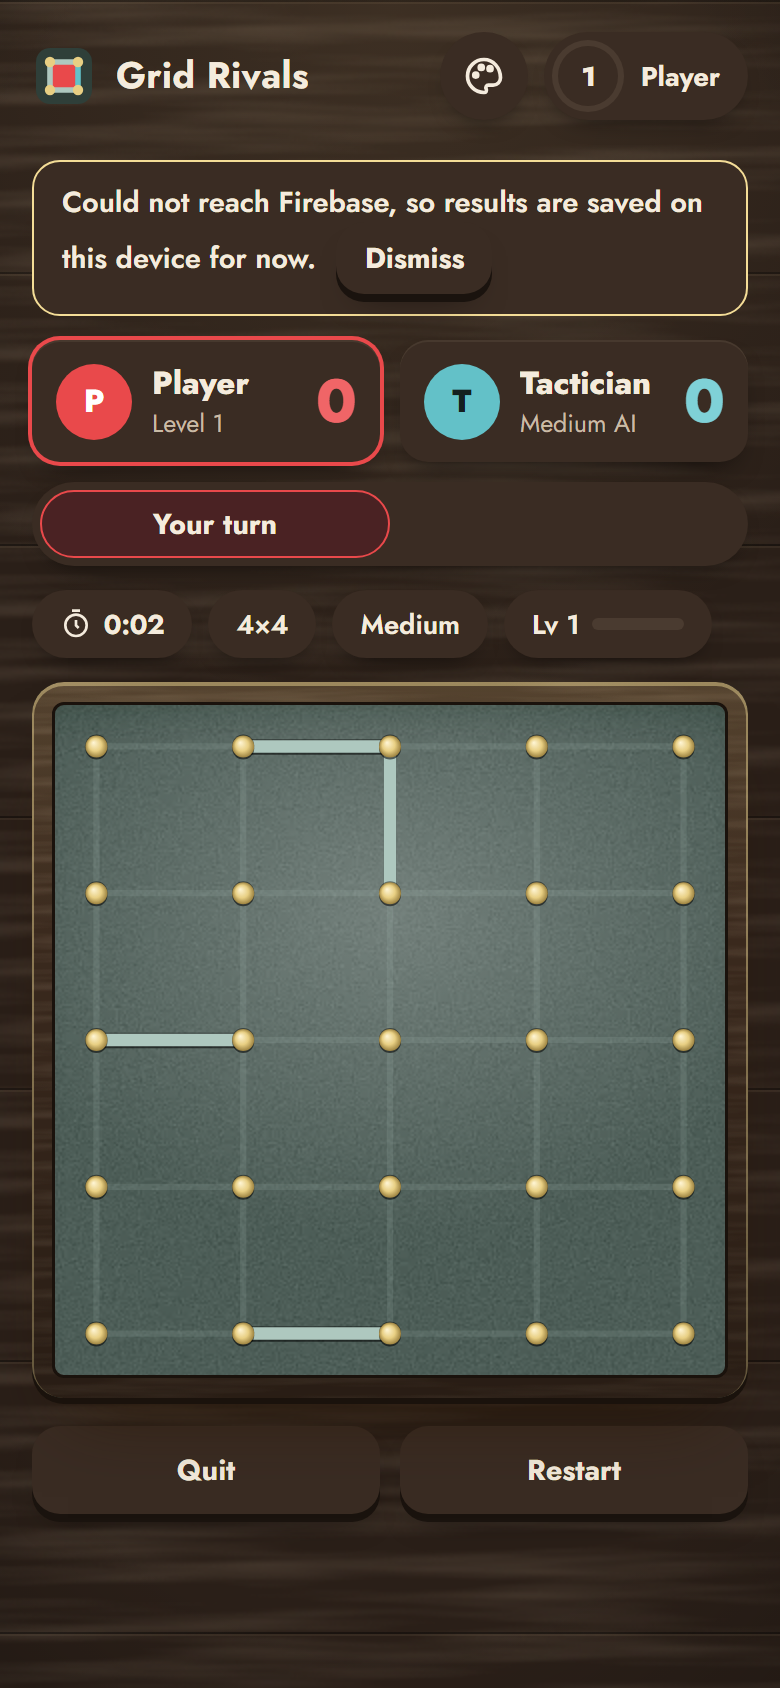 Grid Rivals
1
Player
Could not reach Firebase, so results are saved on
this device for now. Dismiss
P
Player
Level 1
0
T
Tactician
Medium AI
0
Your turn
0:02
4×4
Medium
Lv 1
Quit
Restart